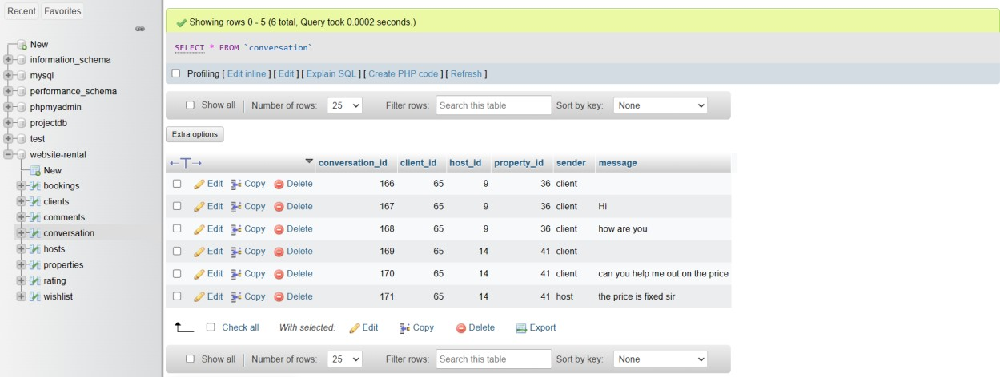 Recent Favorites
New
information_schema
mysql
performance_schema
phpmyadmin
projectdb
test
website-rental
New
bookings
clients
comments
conversation
hosts
properties
rating
wishlist
Showing rows 0 - 5 (6 total, Query took 0.0002 seconds.)
SELECT * FROM `conversation`
Profiling [ Edit inline ] [ Edit ] [ Explain SQL ] [ Create PHP code ] [ Refresh ]
Show all Number of rows: 25 Filter rows: Search this table Sort by key: None
Extra options
conversation_id client_id host_id property_id sender message
Edit Copy Delete 166 65 9 36 client
Edit Copy Delete 167 65 9 36 client Hi
Edit Copy Delete 168 65 9 36 client how are you
Edit Copy Delete 169 65 14 41 client
Edit Copy Delete 170 65 14 41 client can you help me out on the price
Edit Copy Delete 171 65 14 41 host the price is fixed sir
Check all With selected: Edit Copy Delete Export
Show all Number of rows: 25 Filter rows: Search this table Sort by key: None